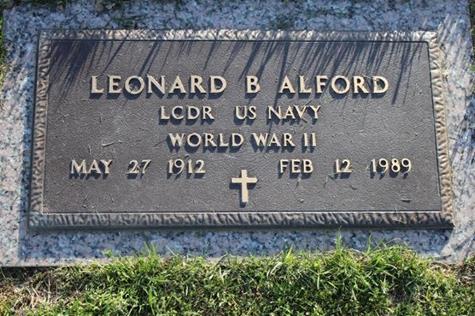 LEONARD B ALFORD
LCDR US NAVY
WORLD WAR II
MAY 27 1912 FEB 12 1989